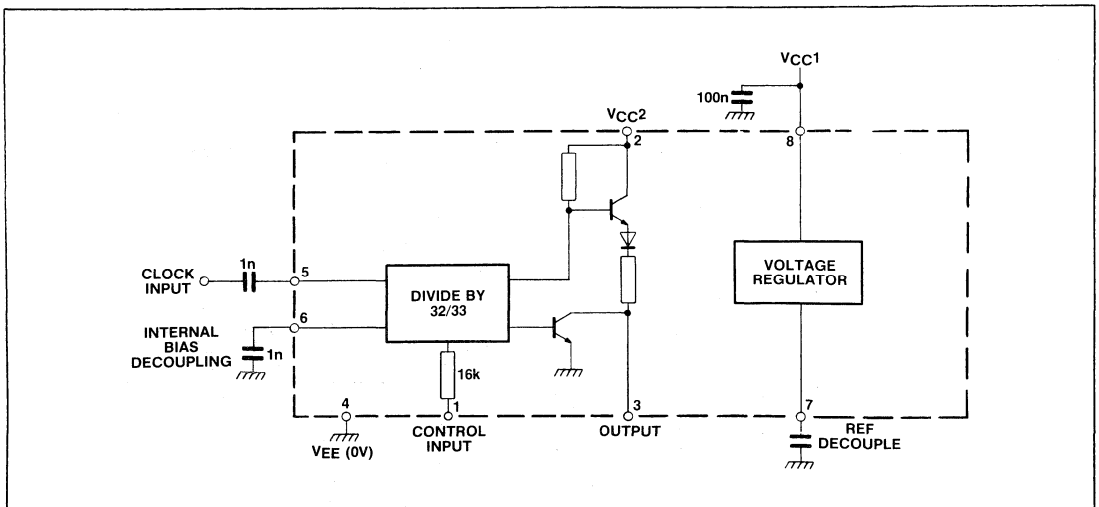 VCC1
100n
VCC2
2
8
1n
5
CLOCK
INPUT
DIVIDE BY
32/33
VOLTAGE
REGULATOR
6
INTERNAL
BIAS
DECOUPLING
1n
16k
4
1
3
7
VEE (0V)
CONTROL
INPUT
OUTPUT
REF
DECOUPLE